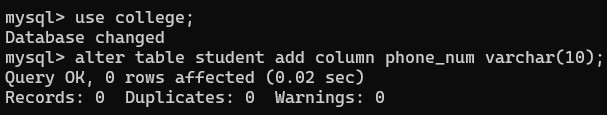 mysql> use college;
Database changed
mysql> alter table student add column phone_num varchar(10);
Query OK, 0 rows affected (0.02 sec)
Records: 0  Duplicates: 0  Warnings: 0